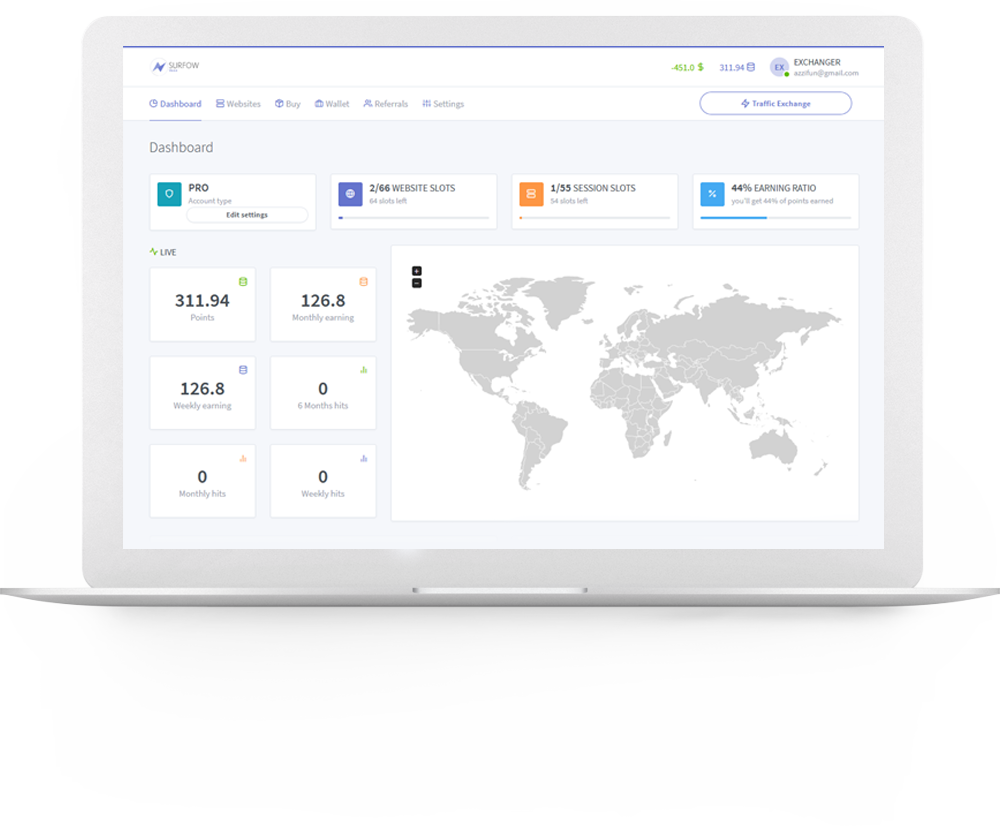 SURFOW
-451.0 $
311.94
EX
EXCHANGER
azzifun@gmail.com
Dashboard
Websites
Buy
Wallet
Referrals
Settings
Traffic Exchange
Dashboard
PRO
Account type
Edit settings
2/66 WEBSITE SLOTS
64 slots left
1/55 SESSION SLOTS
54 slots left
% 44% EARNING RATIO
you'll get 44% of points earned
LIVE
311.94
Points
126.8
Monthly earning
126.8
Weekly earning
0
6 Months hits
0
Monthly hits
0
Weekly hits
+
−